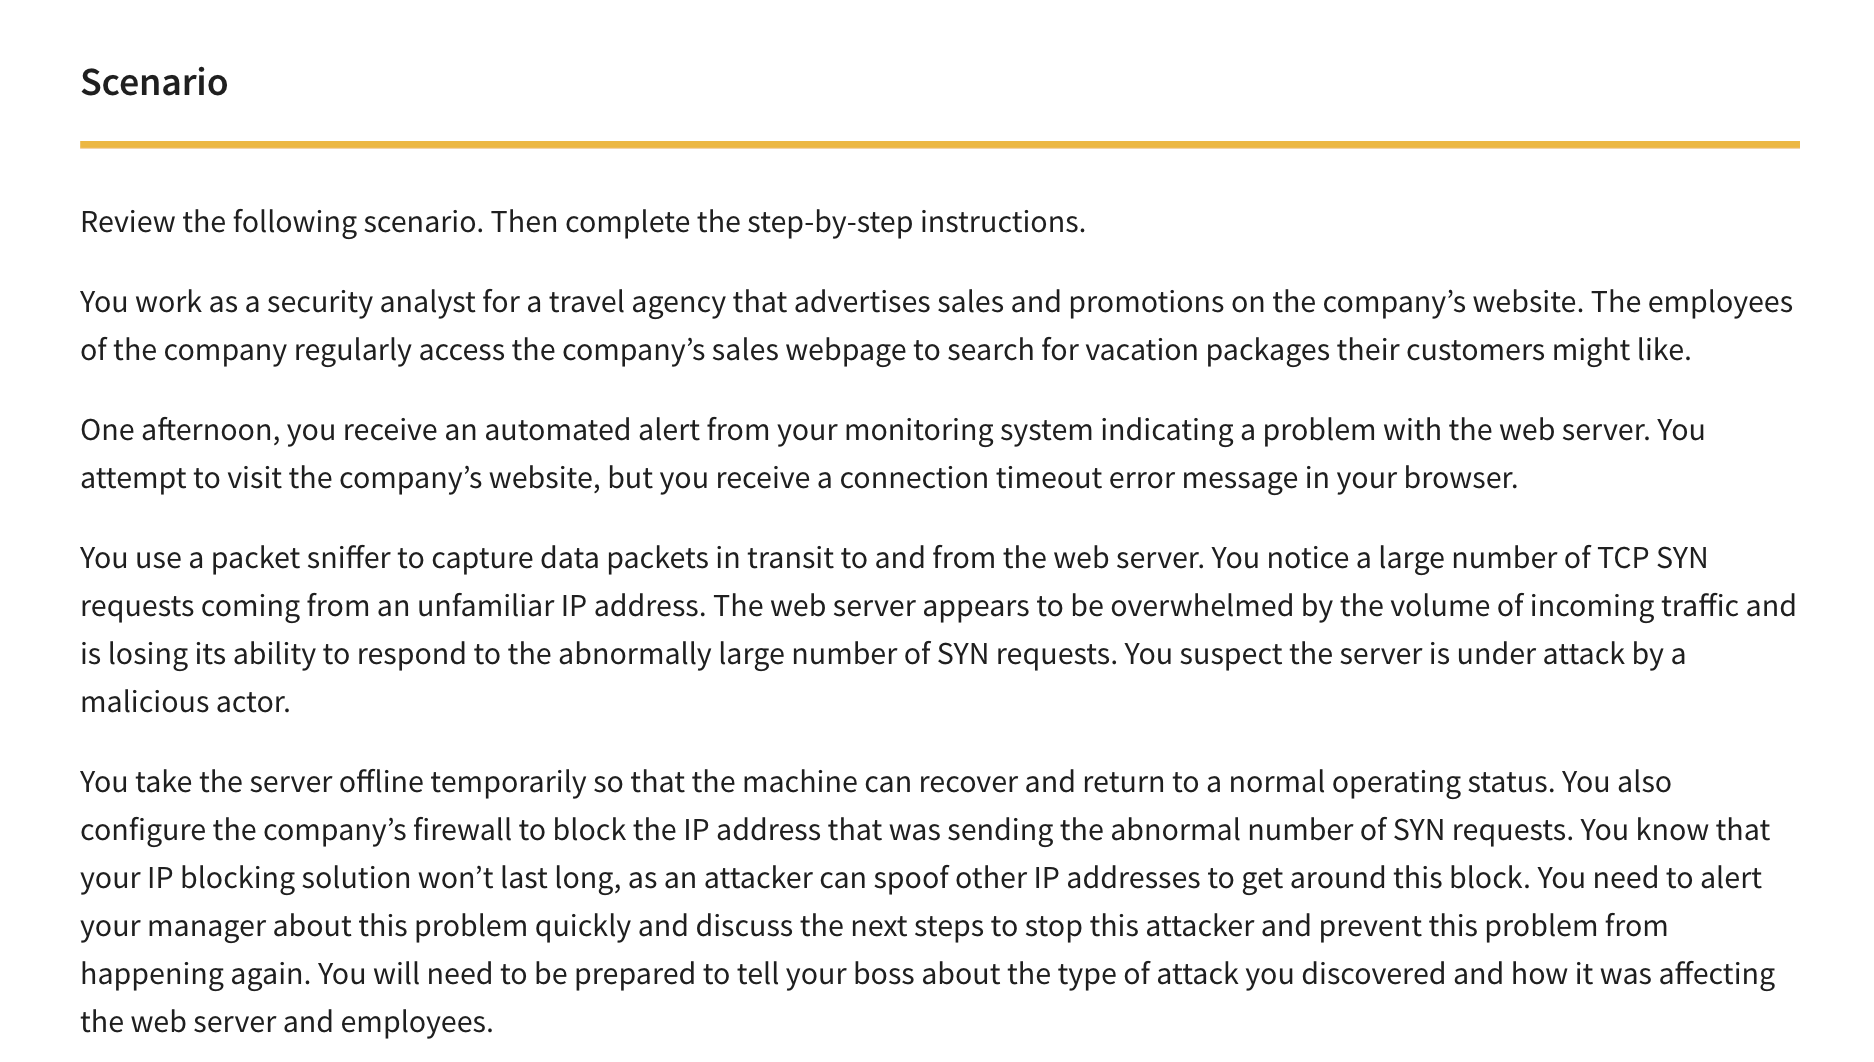 Scenario
Review the following scenario. Then complete the step-by-step instructions.
You work as a security analyst for a travel agency that advertises sales and promotions on the company’s website. The employees
of the company regularly access the company’s sales webpage to search for vacation packages their customers might like.
One afternoon, you receive an automated alert from your monitoring system indicating a problem with the web server. You
attempt to visit the company’s website, but you receive a connection timeout error message in your browser.
You use a packet sniffer to capture data packets in transit to and from the web server. You notice a large number of TCP SYN
requests coming from an unfamiliar IP address. The web server appears to be overwhelmed by the volume of incoming traffic and
is losing its ability to respond to the abnormally large number of SYN requests. You suspect the server is under attack by a
malicious actor.
You take the server offline temporarily so that the machine can recover and return to a normal operating status. You also
configure the company’s firewall to block the IP address that was sending the abnormal number of SYN requests. You know that
your IP blocking solution won’t last long, as an attacker can spoof other IP addresses to get around this block. You need to alert
your manager about this problem quickly and discuss the next steps to stop this attacker and prevent this problem from
happening again. You will need to be prepared to tell your boss about the type of attack you discovered and how it was affecting
the web server and employees.